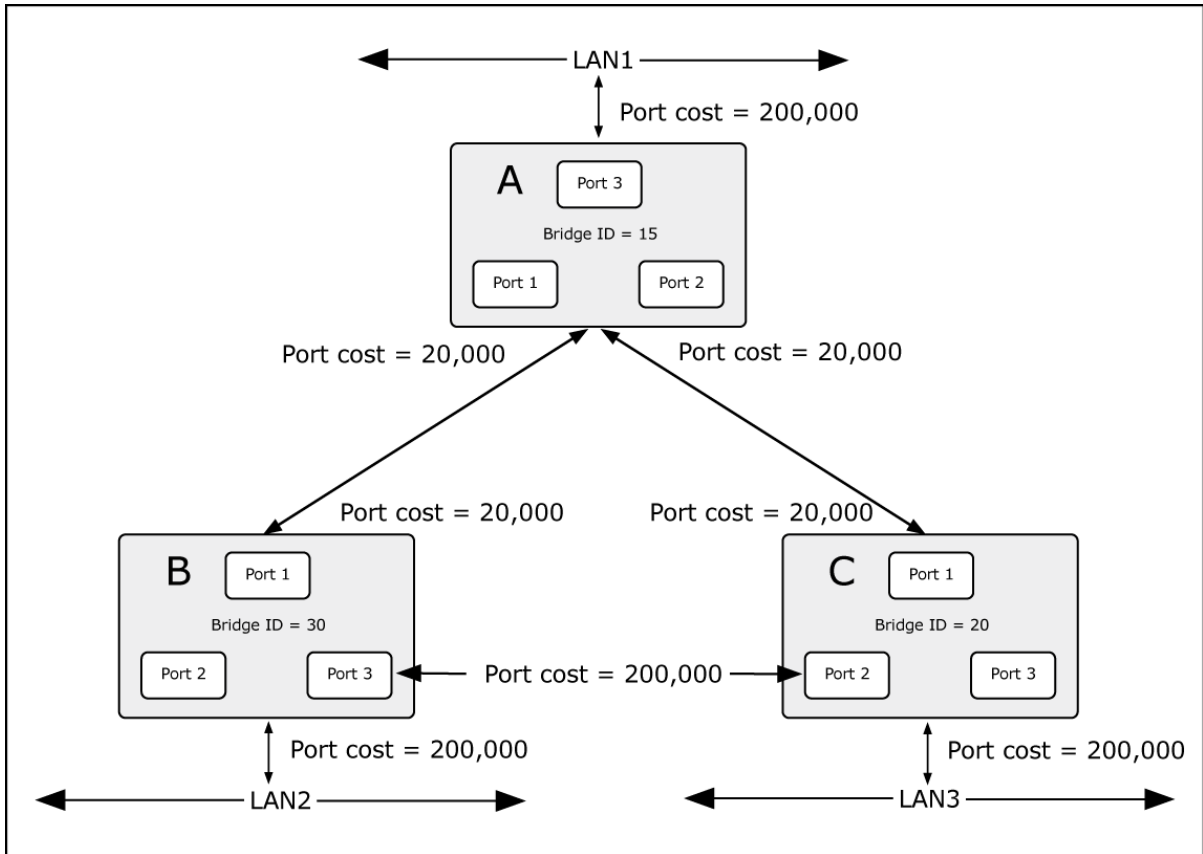 LAN1
Port cost = 200,000
A
Port 3
Bridge ID = 15
Port 1
Port 2
Port cost = 20,000
Port cost = 20,000
Port cost = 20,000
Port cost = 20,000
B
Port 1
Bridge ID = 30
Port 2
Port 3
Port cost = 200,000
C
Port 1
Bridge ID = 20
Port 2
Port 3
Port cost = 200,000
LAN2
Port cost = 200,000
LAN3